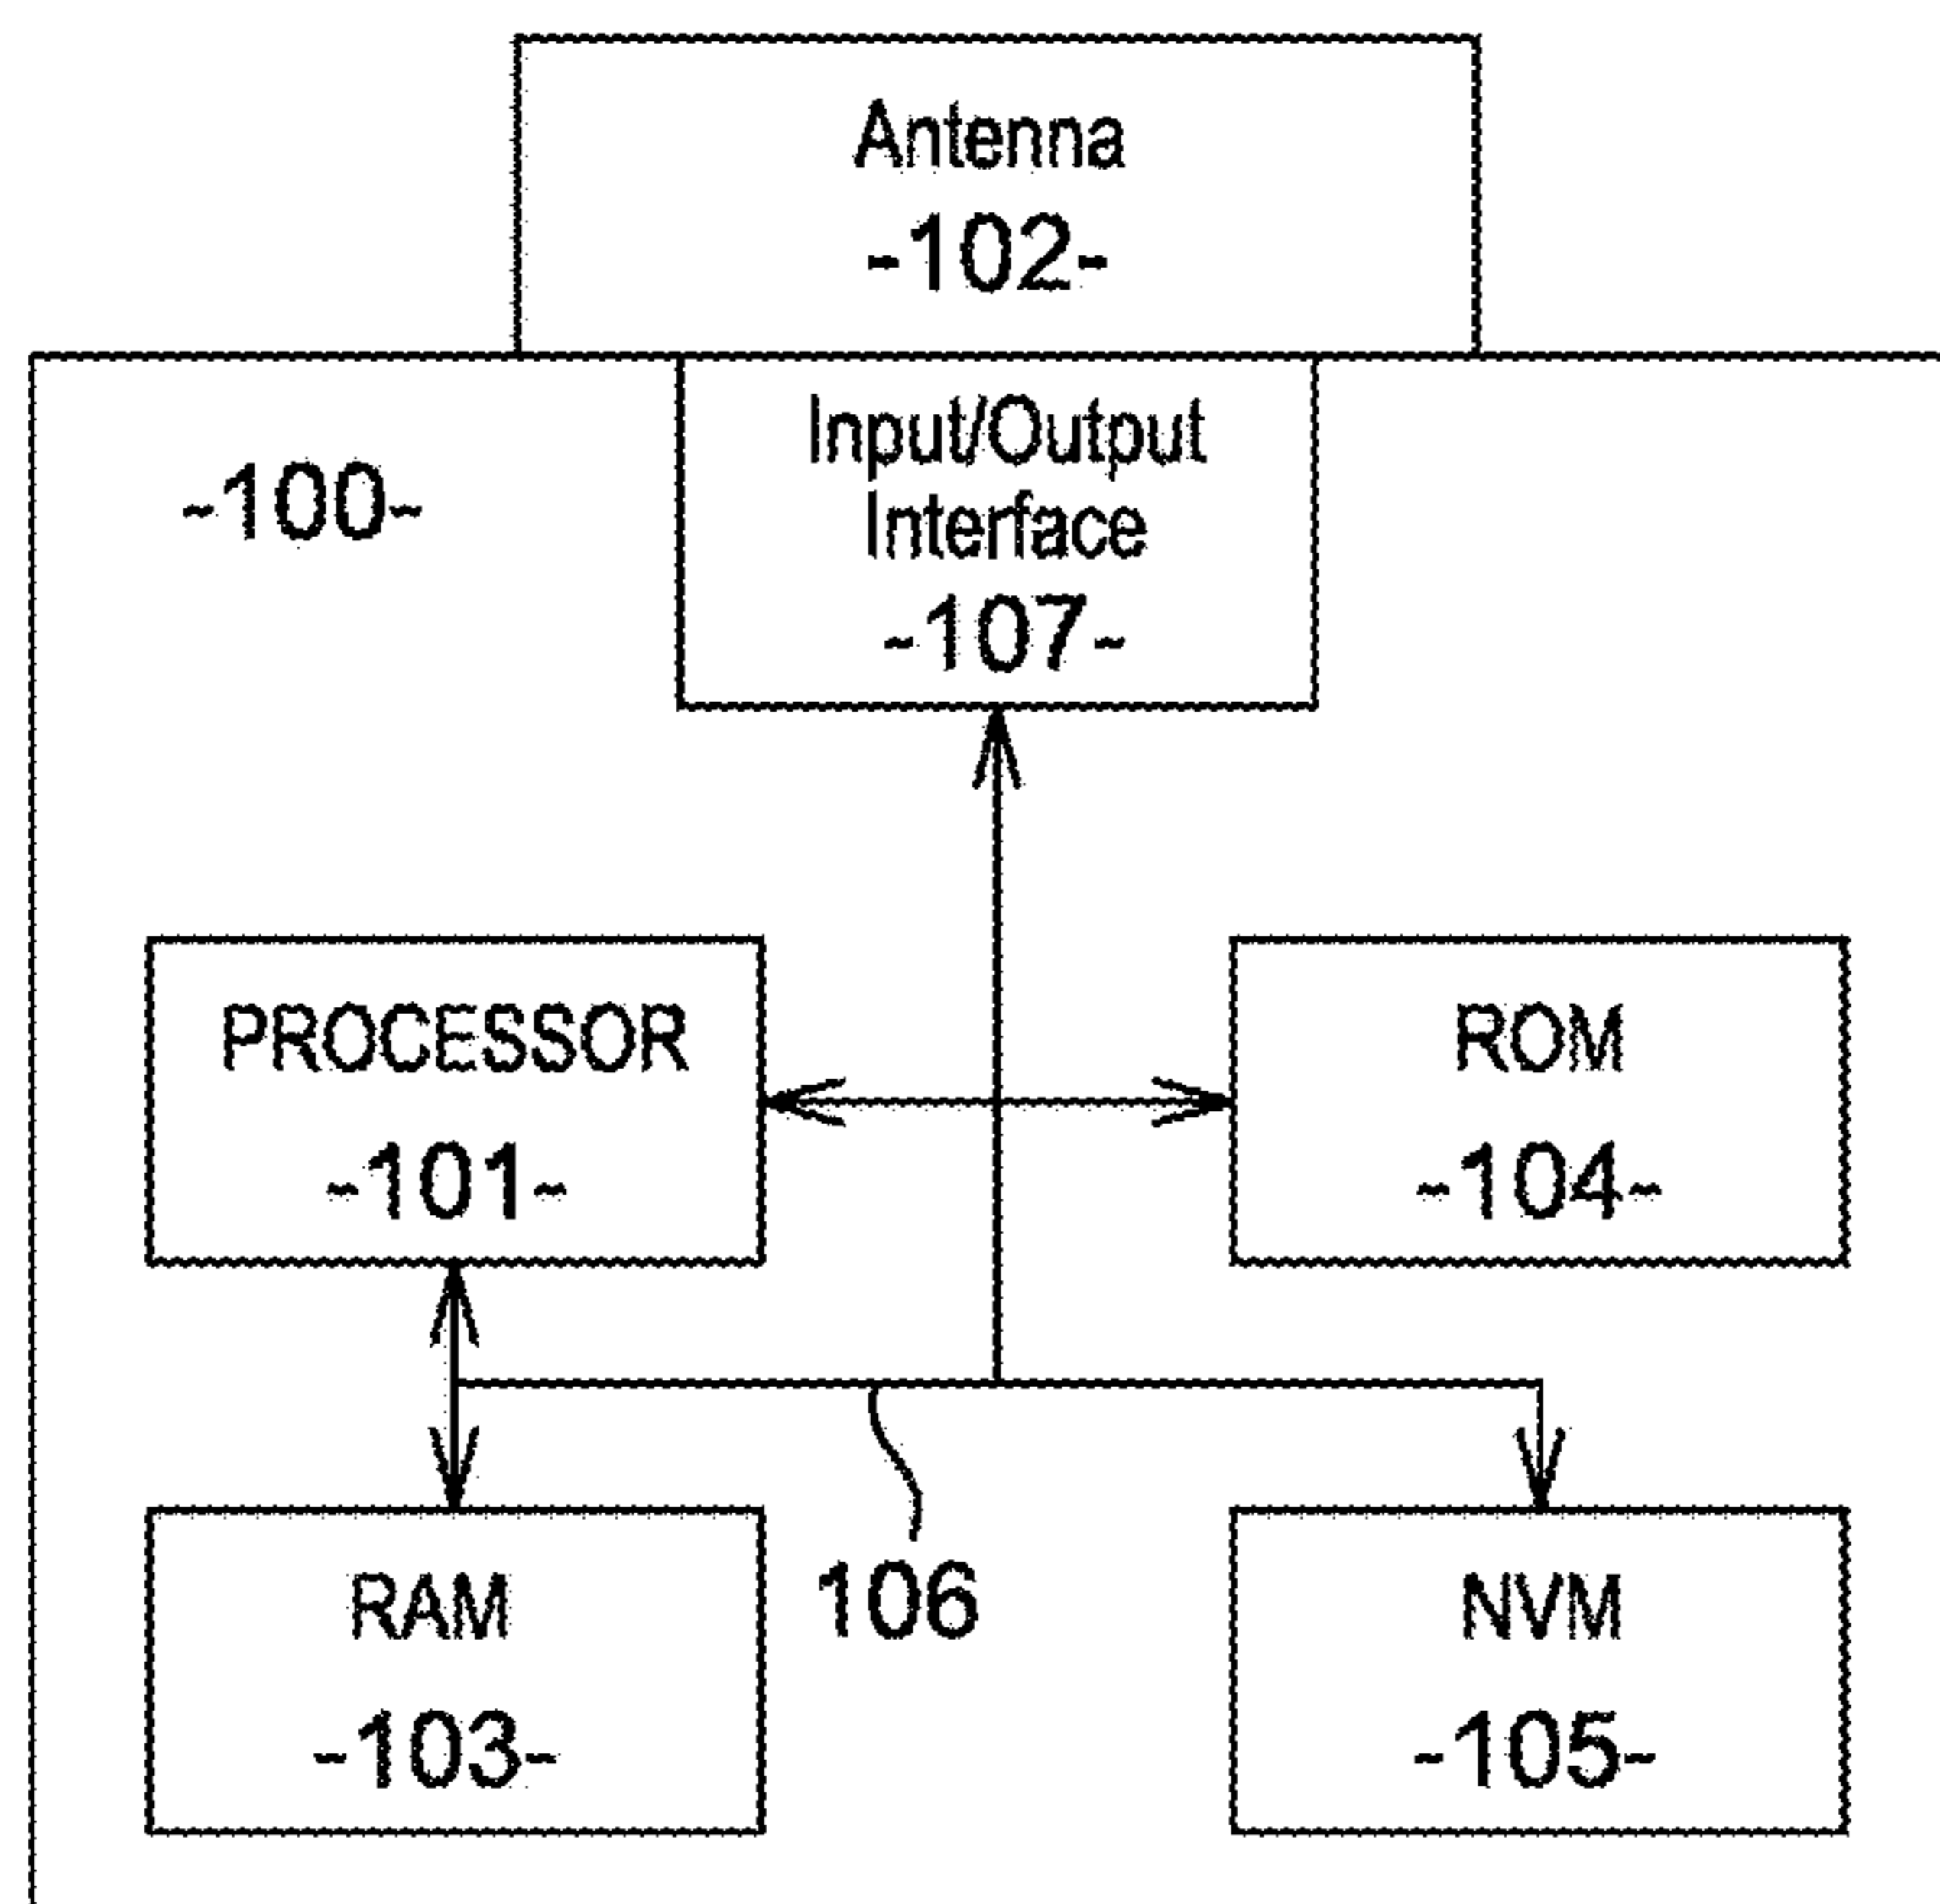 Antenna
-102-
-100-
Input/Output
Interface
-107-
PROCESSOR
-101-
ROM
-104-
RAM
-103-
106
NVM
-105-